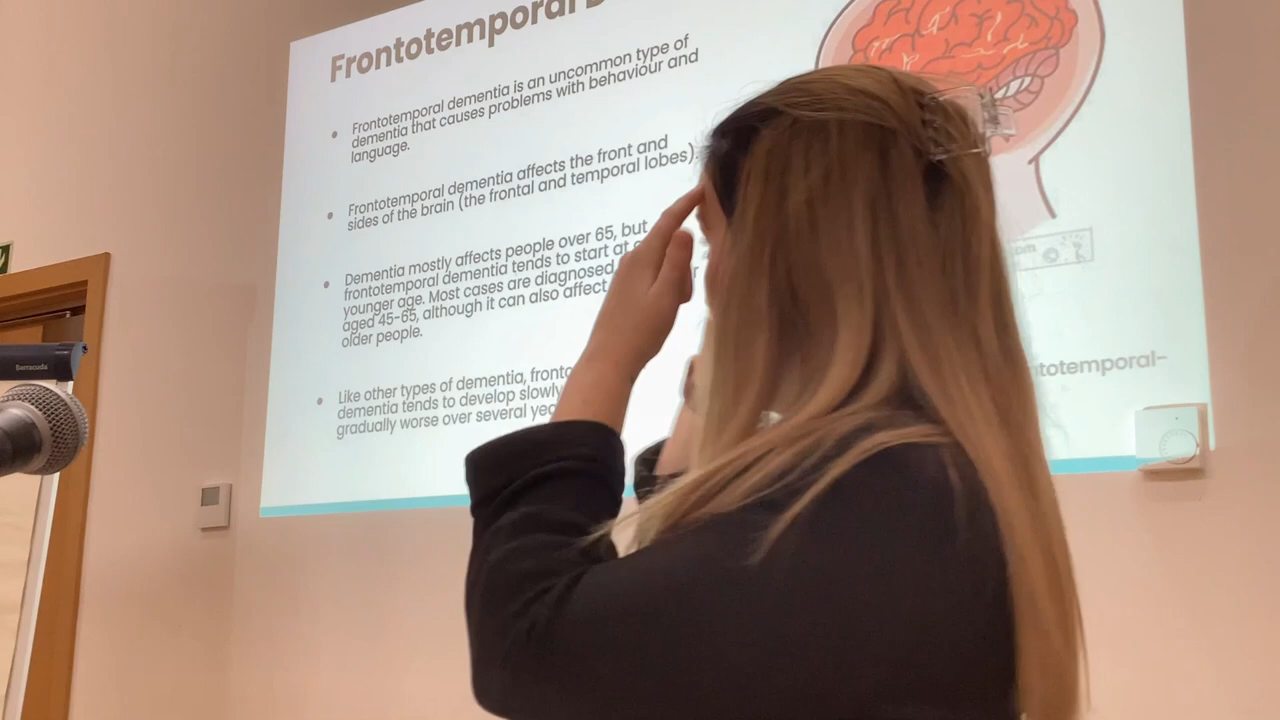 Frontotemporal
Frontotemporal dementia is an uncommon type of
dementia that causes problems with behaviour and
language.
Frontotemporal dementia affects the front and
sides of the brain (the frontal and temporal lobes).
Dementia mostly affects people over 65, but
frontotemporal dementia tends to start at
younger age. Most cases are diagnosed
aged 45-65, although it can also affect
older people.
Like other types of dementia,
dementia tends to develop slowly
gradually worse over several
Barracuda